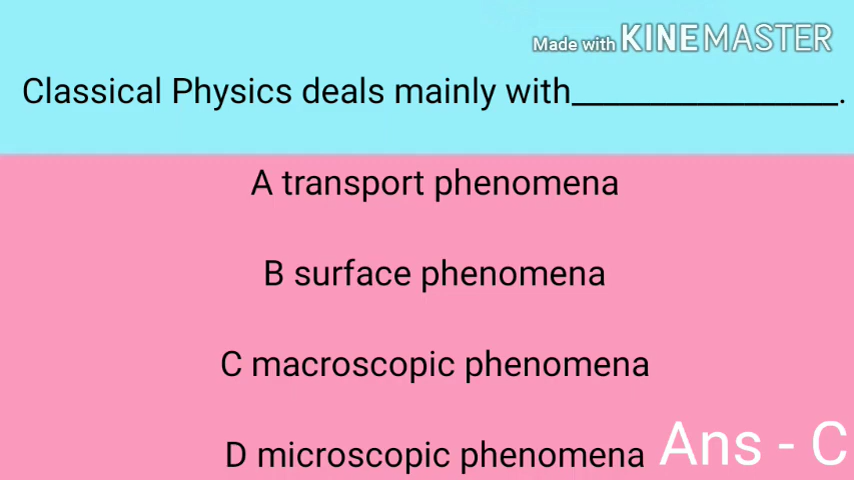 Made with KINEMASTER
Classical Physics deals mainly with_______________.
A transport phenomena
B surface phenomena
C macroscopic phenomena
D microscopic phenomena
Ans - C